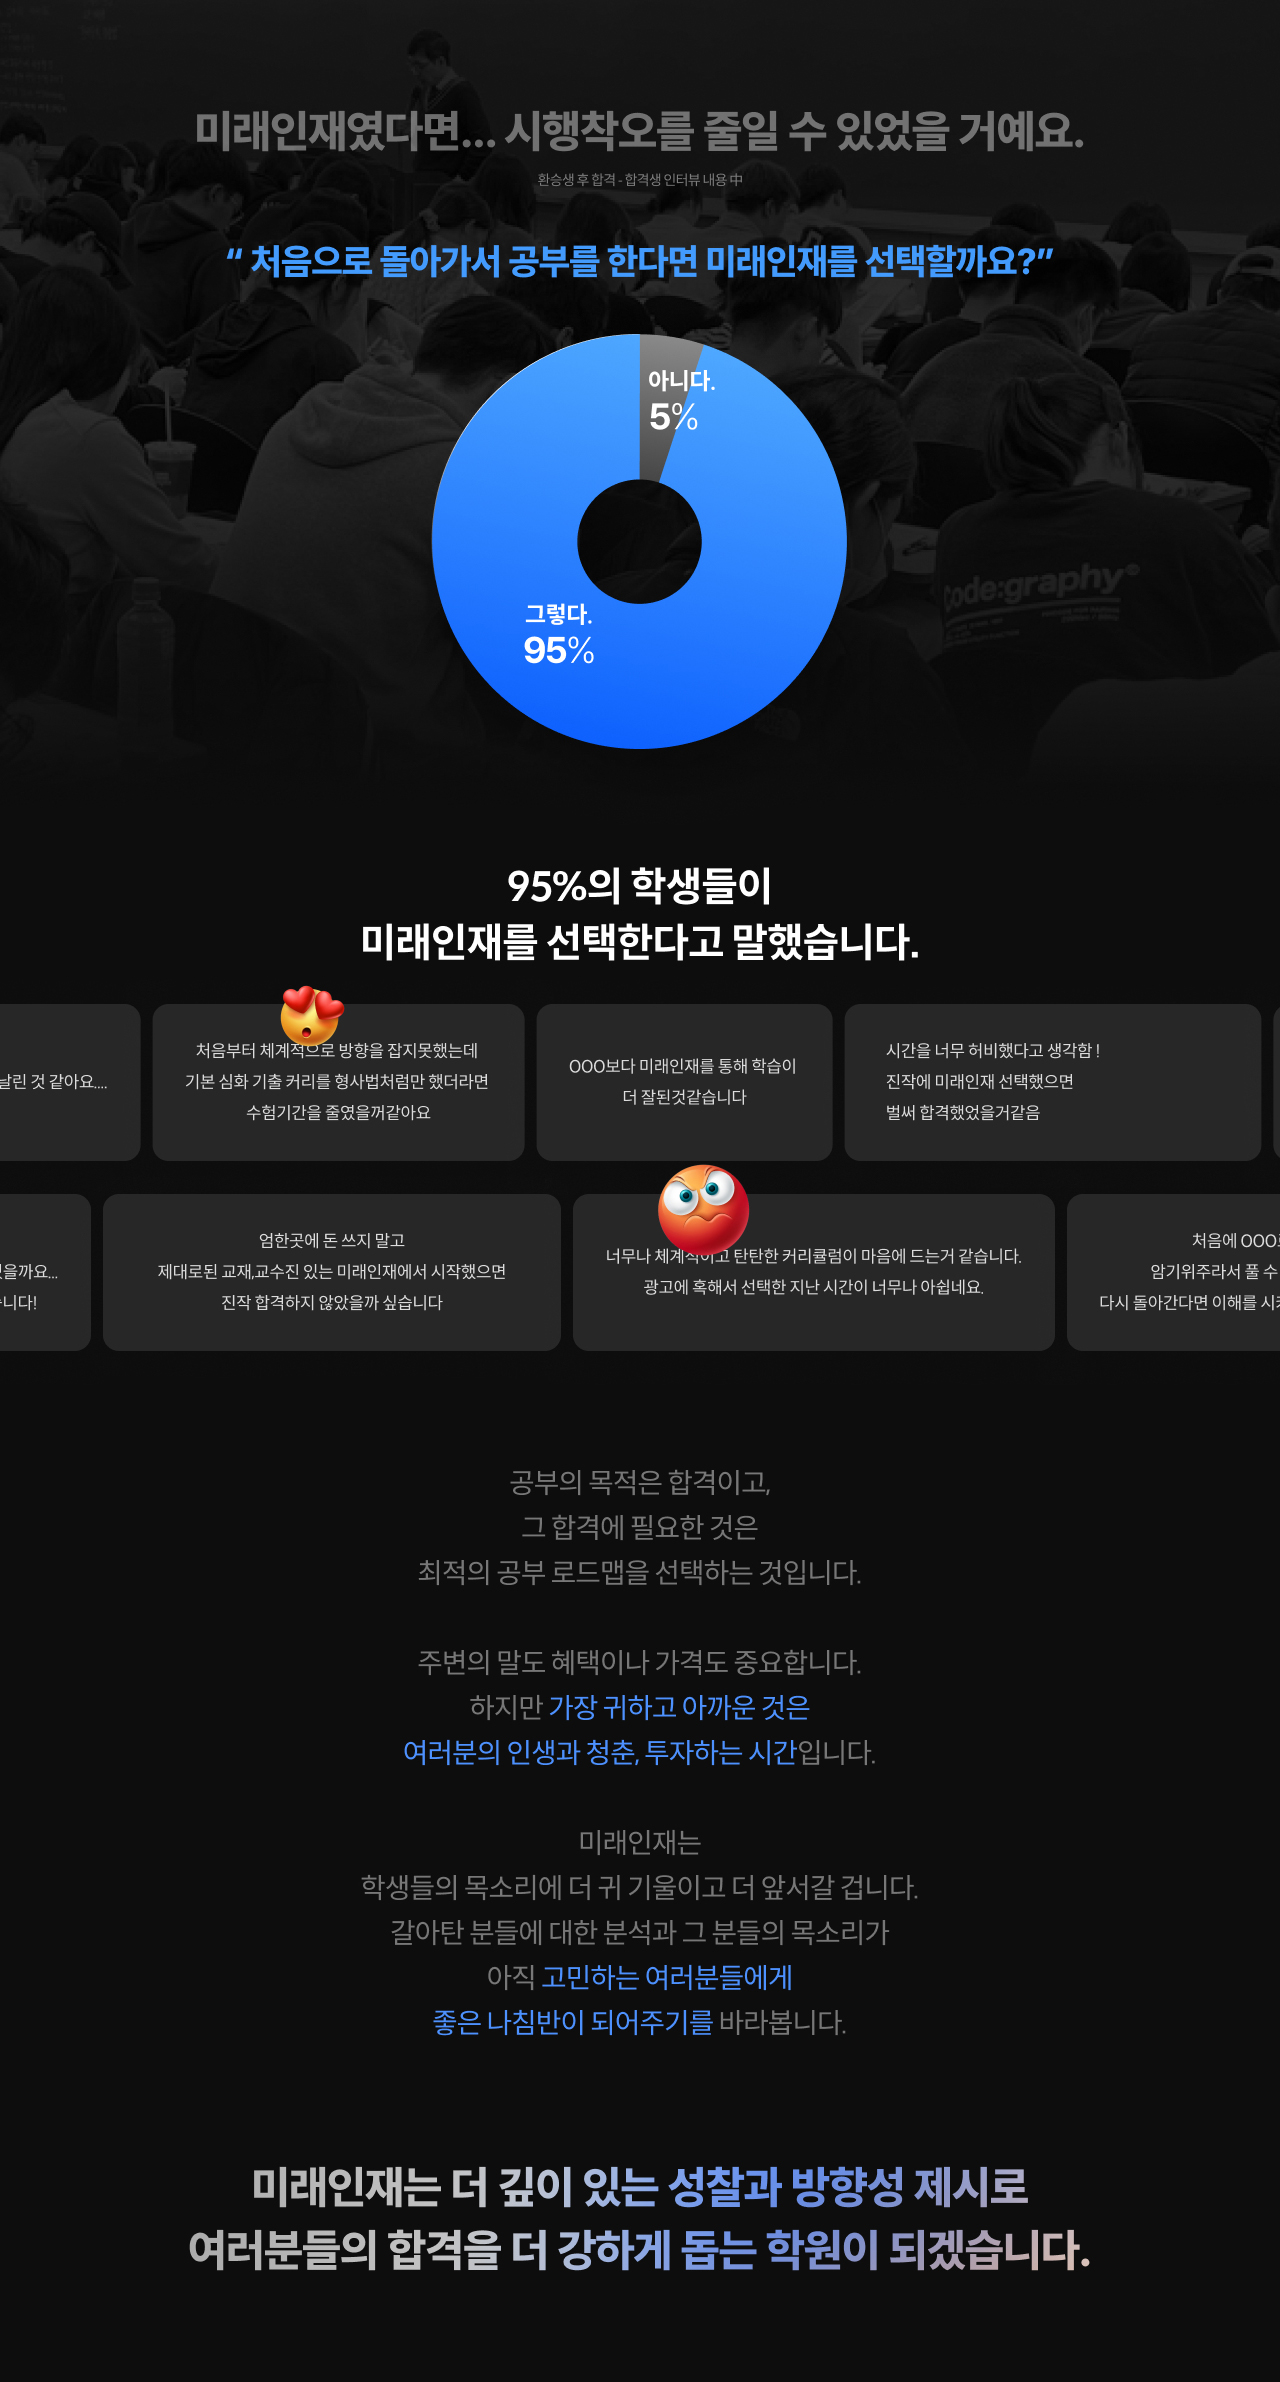 미래인재였다면... 시행착오를 줄일 수 있었을 거예요.
환승생 후 합격 - 합격생 인터뷰 내용 中
“ 처음으로 돌아가서 공부를 한다면 미래인재를 선택할까요?”
아니다.
5%
code:graphy
그렇다.
95%
95%의 학생들이
미래인재를 선택한다고 말했습니다.
날린 것 같아요....
처음부터 체계적으로 방향을 잡지못했는데
기본 심화 기출 커리를 형사법처럼만 했더라면
수험기간을 줄였을꺼같아요
OOO보다 미래인재를 통해 학습이
더 잘된것같습니다
시간을 너무 허비했다고 생각함 !
진작에 미래인재 선택했으면
벌써 합격했었을거같음
을까요...
니다!
엄한곳에 돈 쓰지 말고
제대로된 교재,교수진 있는 미래인재에서 시작했으면
진작 합격하지 않았을까 싶습니다
너무나 체계적이고 탄탄한 커리큘럼이 마음에 드는거 같습니다.
광고에 혹해서 선택한 지난 시간이 너무나 아쉽네요.
처음에 OOO
암기위주라서 풀 수
다시 돌아간다면 이해를 시
공부의 목적은 합격이고,
그 합격에 필요한 것은
최적의 공부 로드맵을 선택하는 것입니다.
주변의 말도 혜택이나 가격도 중요합니다.
하지만 가장 귀하고 아까운 것은
여러분의 인생과 청춘, 투자하는 시간입니다.
미래인재는
학생들의 목소리에 더 귀 기울이고 더 앞서갈 겁니다.
갈아탄 분들에 대한 분석과 그 분들의 목소리가
아직 고민하는 여러분들에게
좋은 나침반이 되어주기를 바라봅니다.
미래인재는 더 깊이 있는 성찰과 방향성 제시로
여러분들의 합격을 더 강하게 돕는 학원이 되겠습니다.